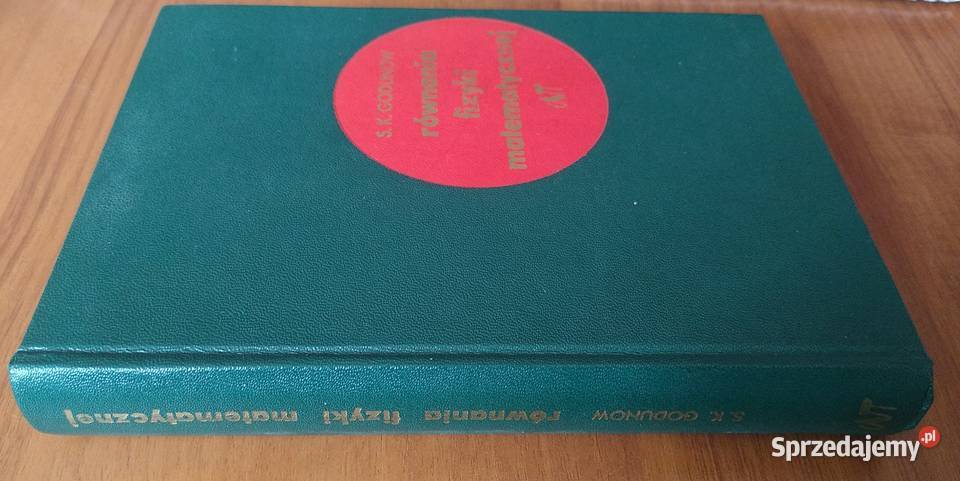 S. K. GODUNOW
równania
fizyki
matematycznej
WNT
S. K. GODUNOW równania fizyki matematycznej
WNT
Sprzedajemy.pl